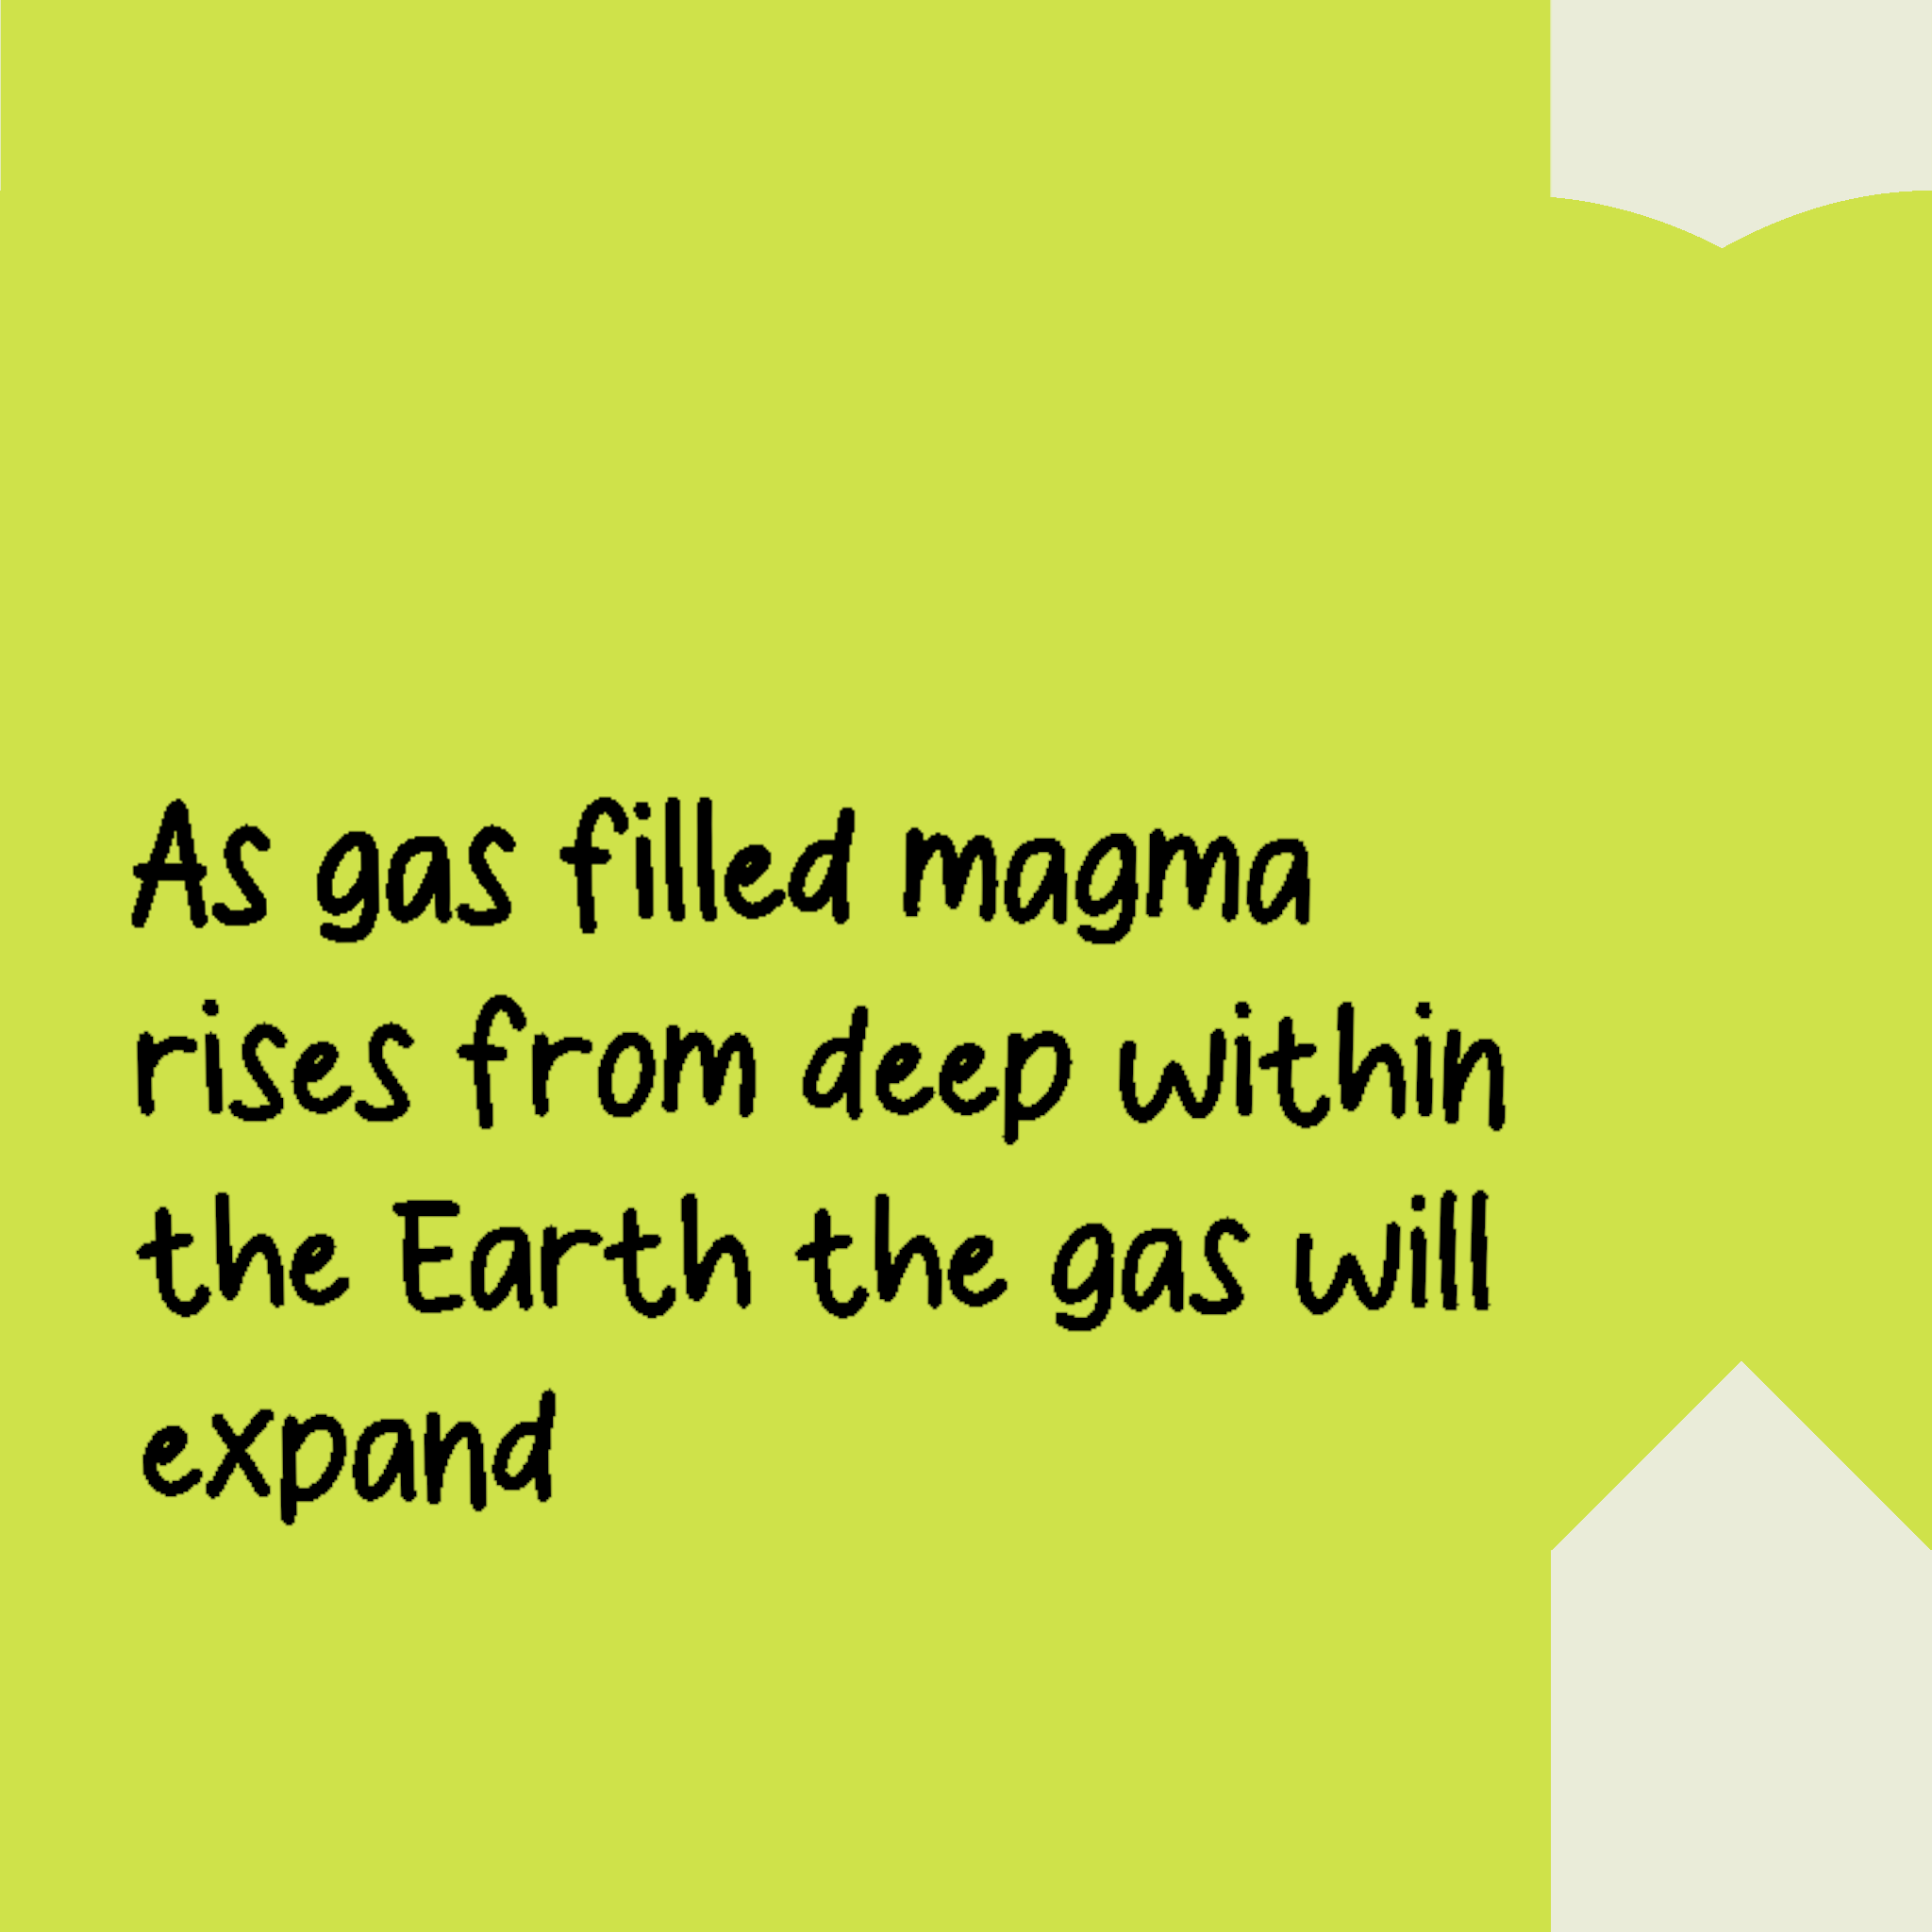 As gas filled magma
rises from deep within
the Earth the gas will
expand